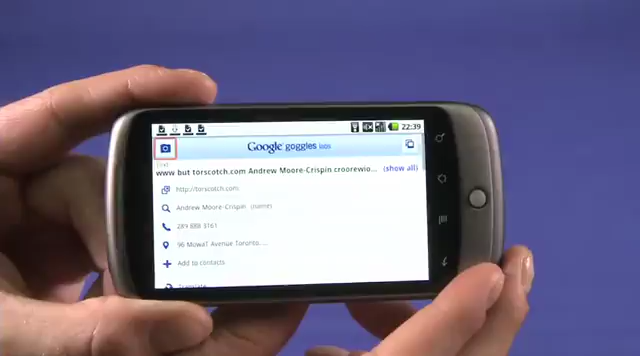 22:39
Google goggles labs
www but torscotch.com Andrew Moore-Crispin croorewio... (show all)
http://torscotch.com
Andrew Moore-Crispin (name)
289 888 3161
96 MowaT Avenue Toronto, ...
Add to contacts
Translate